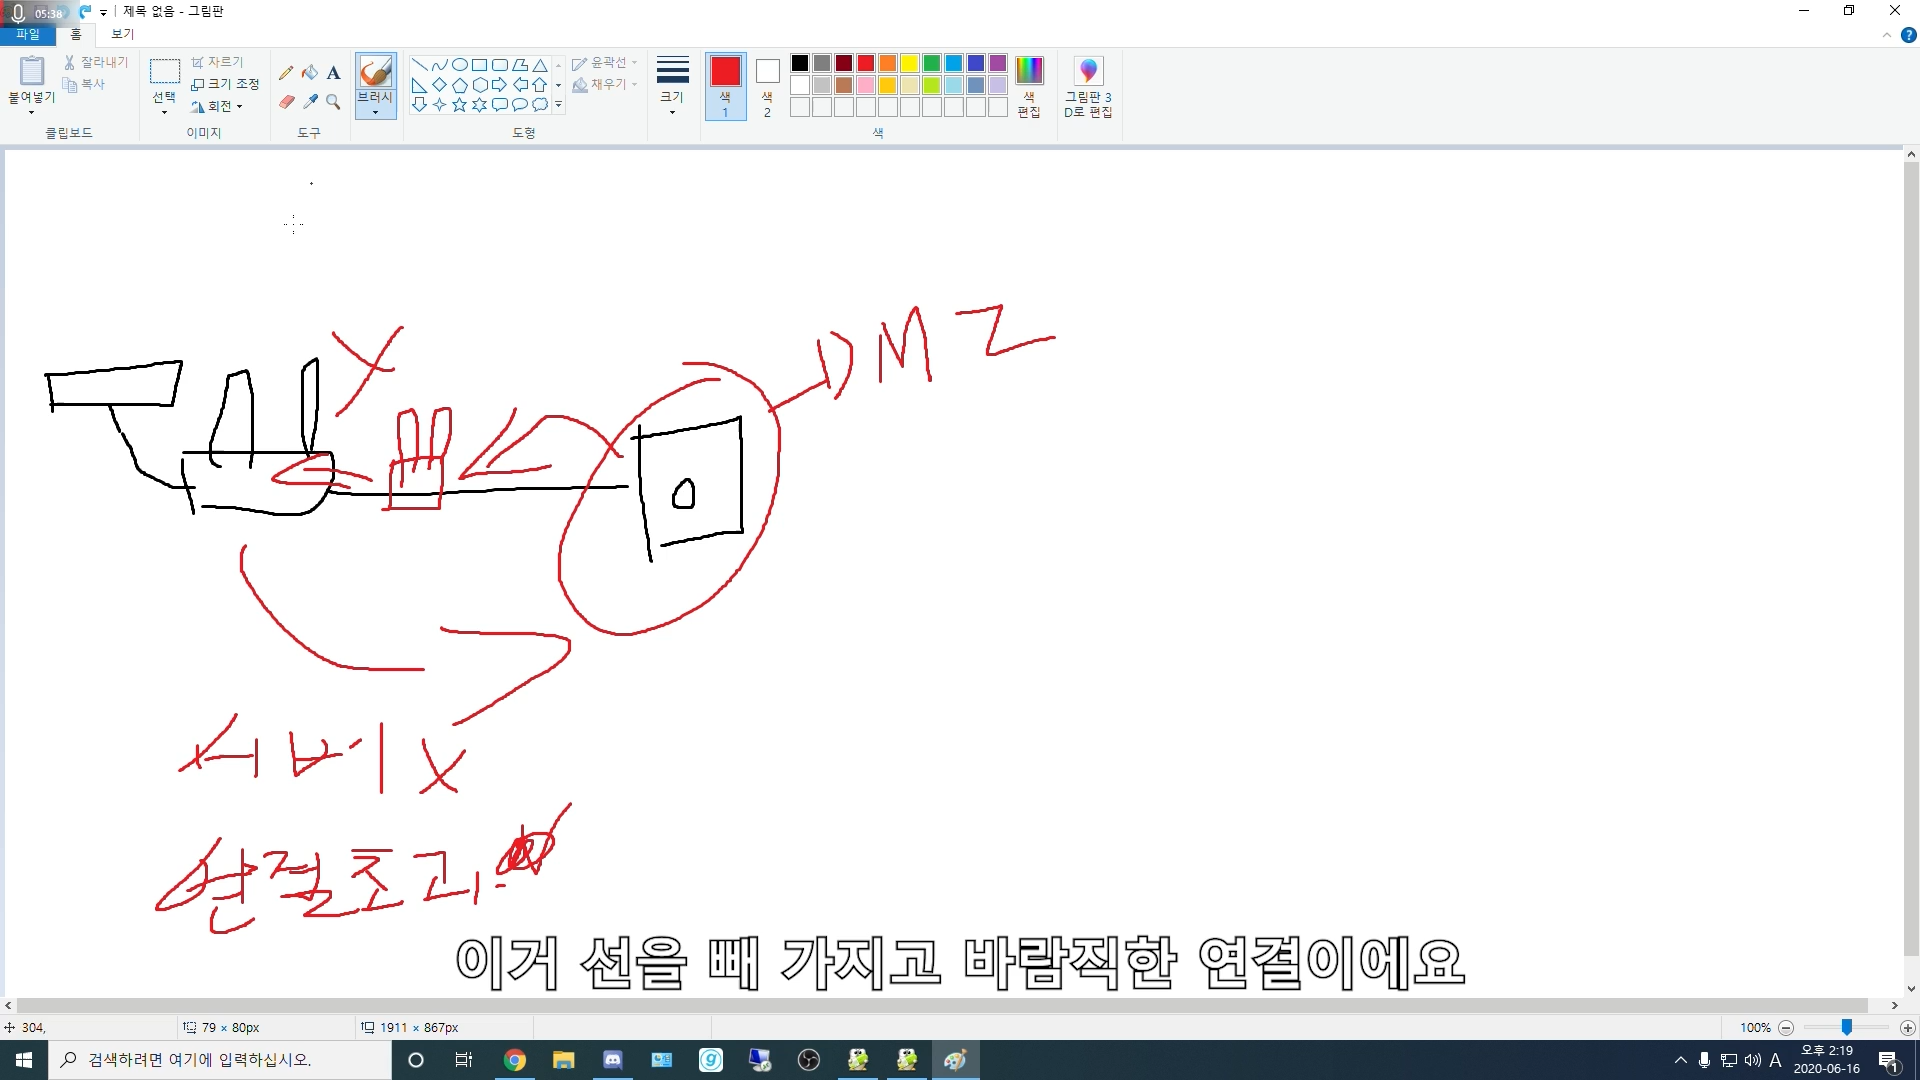 05:38
제목 없음 - 그림판
파일
홈
보기
붙여넣기
잘라내기
복사
클립보드
선택
자르기
크기 조정
회전
이미지
A
도구
브러시
윤곽선
채우기
도형
크기
색
1
색
2
색
편집
색
그림판 3
D로 편집
X
DMZ
서버 X
연결초과
이거 선을 빼 가지고 바람직한 연결이에요
304,
79 × 80px
1911 × 867px
100%
검색하려면 여기에 입력하십시오.
A
오후 2:19
2020-06-16
1